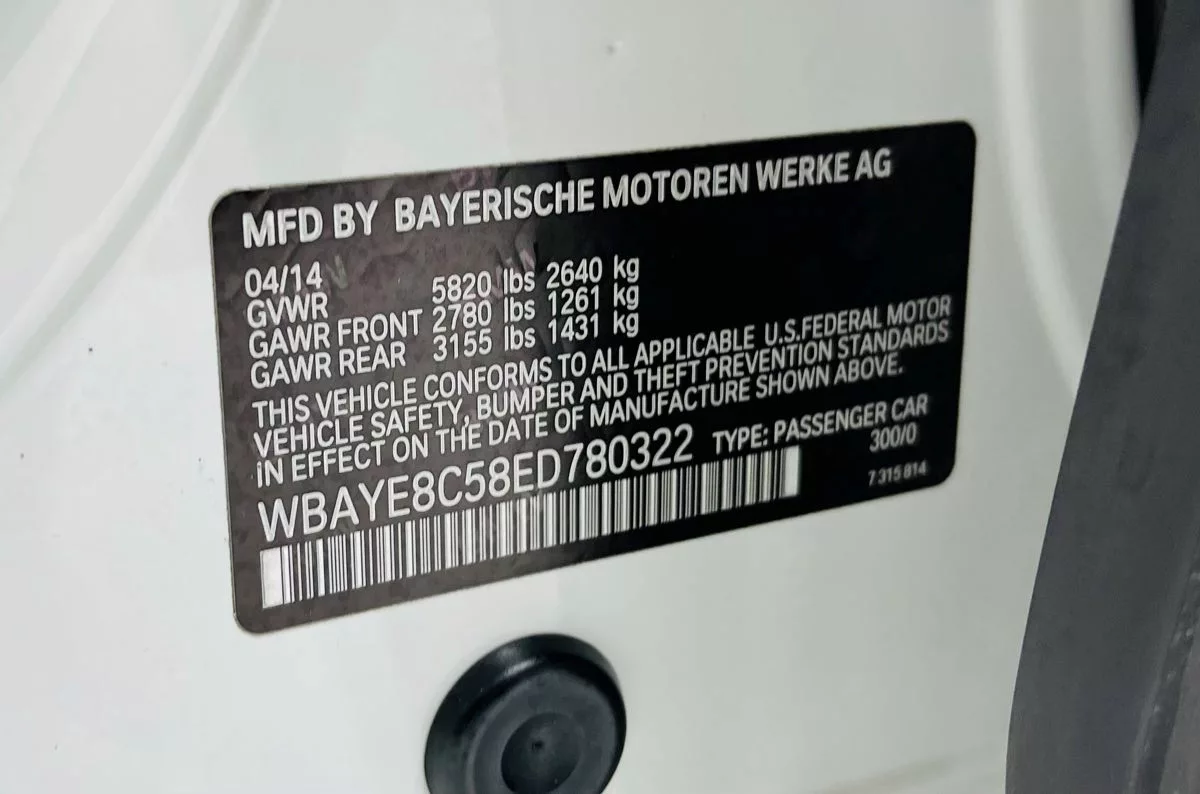 MFD BY BAYERISCHE MOTOREN WERKE AG
04/14
GVWR 5820 lbs 2640 kg
GAWR FRONT 2780 lbs 1261 kg
GAWR REAR 3155 lbs 1431 kg
THIS VEHICLE CONFORMS TO ALL APPLICABLE U.S.FEDERAL MOTOR
VEHICLE SAFETY, BUMPER AND THEFT PREVENTION STANDARDS
IN EFFECT ON THE DATE OF MANUFACTURE SHOWN ABOVE.
WBAYE8C58ED780322 TYPE: PASSENGER CAR
300/0
7 315 814